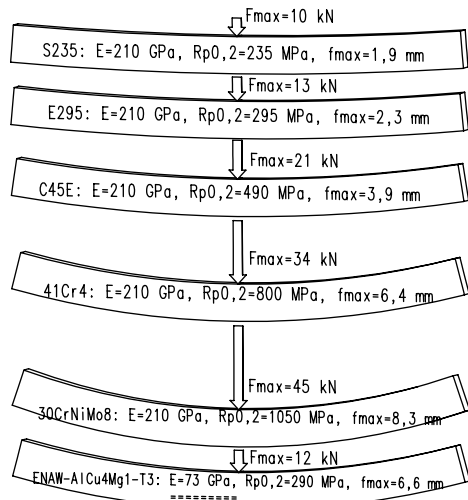 Fmax=10 kN
S235: E=210 GPa, Rp0,2=235 MPa, fmax=1,9 mm
Fmax=13 kN
E295: E=210 GPa, Rp0,2=295 MPa, fmax=2,3 mm
Fmax=21 kN
C45E: E=210 GPa, Rp0,2=490 MPa, fmax=3,9 mm
Fmax=34 kN
41Cr4: E=210 GPa, Rp0,2=800 MPa, fmax=6,4 mm
Fmax=45 kN
30CrNiMo8: E=210 GPa, Rp0,2=1050 MPa, fmax=8,3 mm
Fmax=12 kN
ENAW-AlCu4Mg1-T3: E=73 GPa, Rp0,2=290 MPa, fmax=6,6 mm